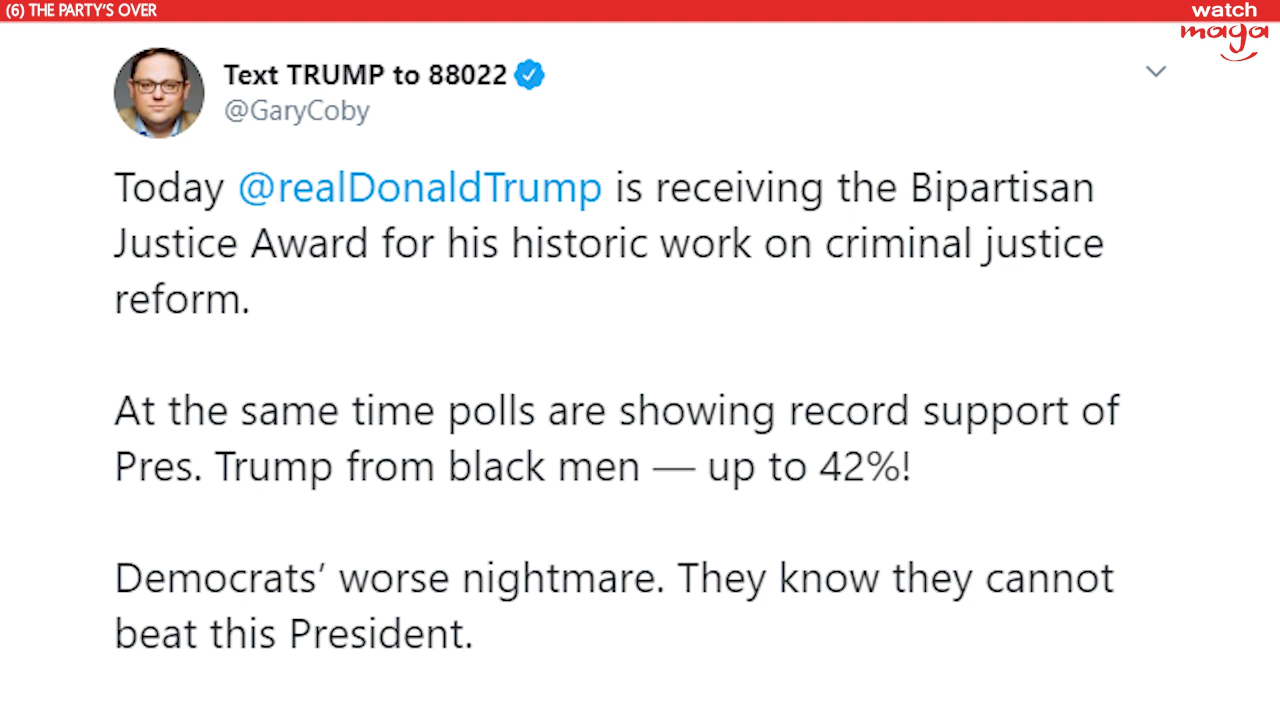 (6) THE PARTY'S OVER
watch
maga
Text TRUMP to 88022
@GaryCoby
Today @realDonaldTrump is receiving the Bipartisan
Justice Award for his historic work on criminal justice
reform.
At the same time polls are showing record support of
Pres. Trump from black men — up to 42%!
Democrats’ worse nightmare. They know they cannot
beat this President.